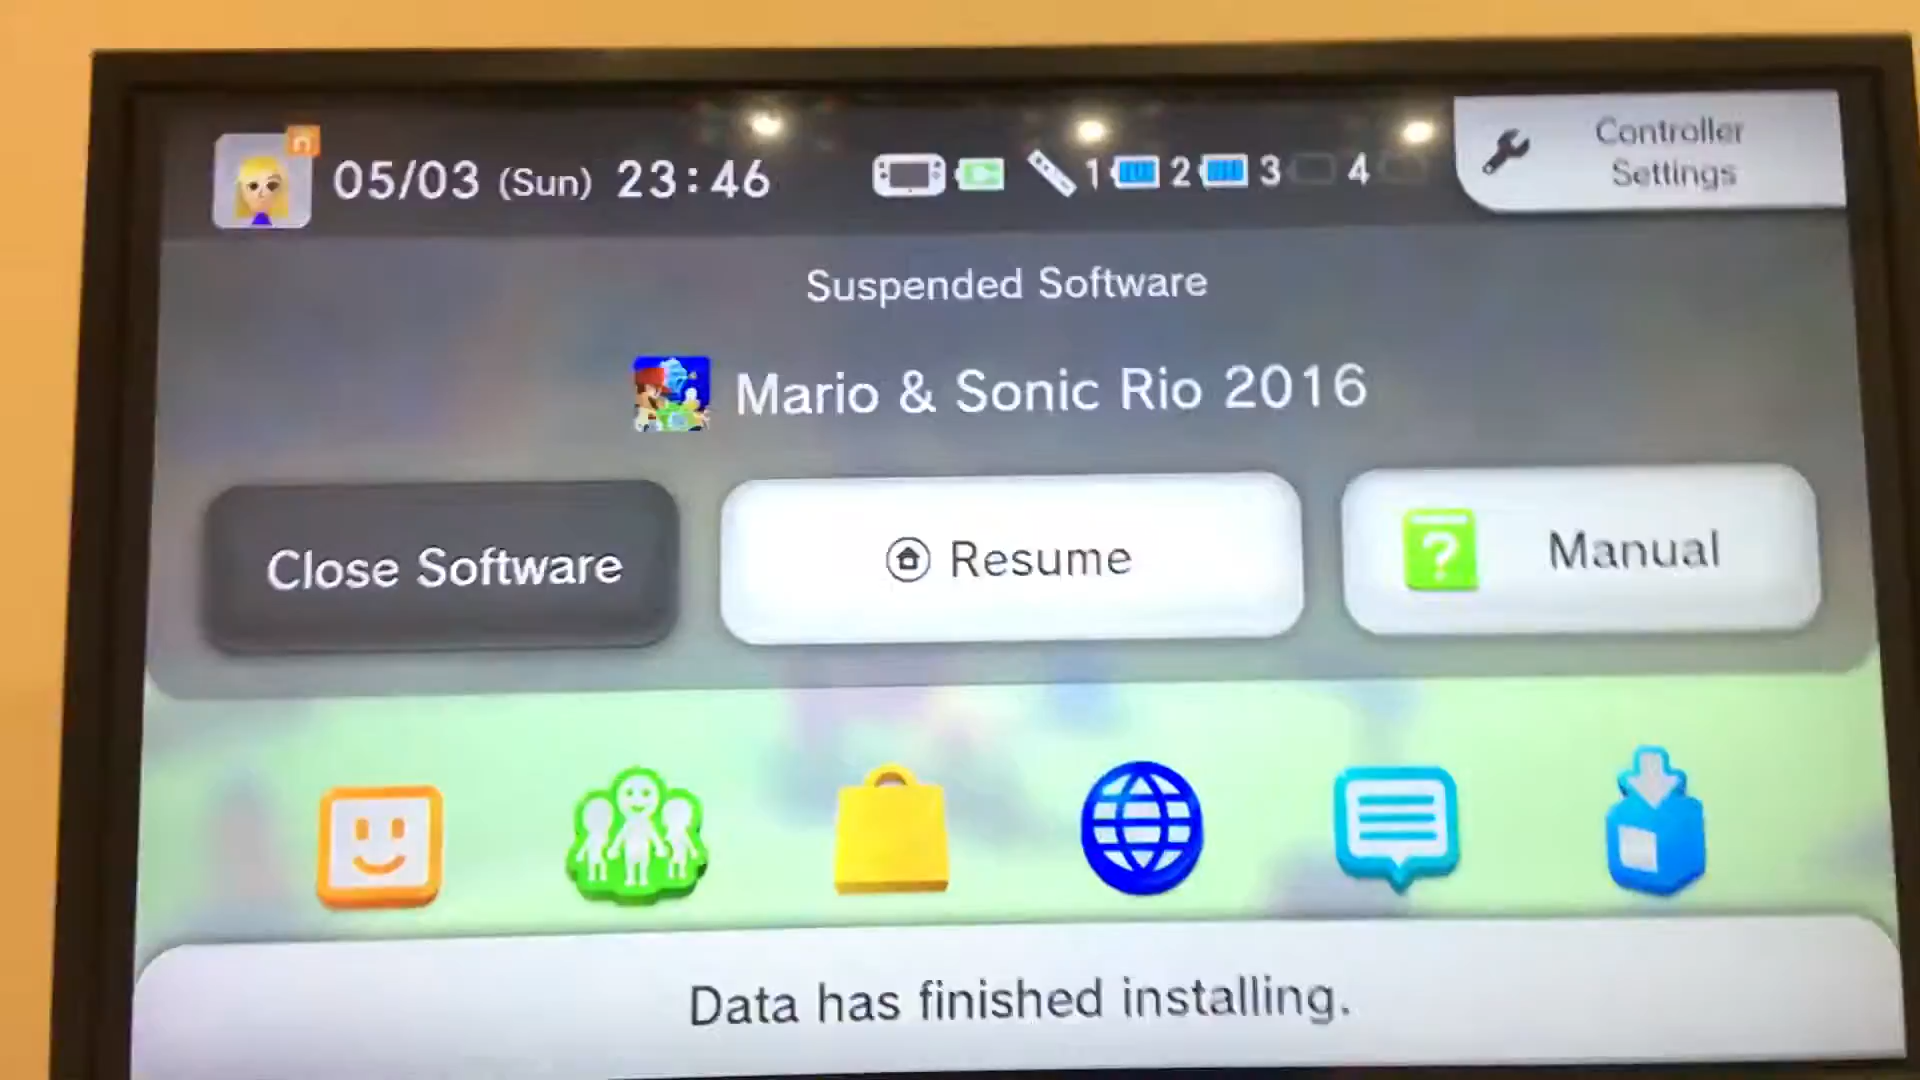 05/03 (Sun) 23:46
1 2 3 4
Controller
Settings
Suspended Software
Mario & Sonic Rio 2016
Close Software
Resume
? Manual
Data has finished installing.